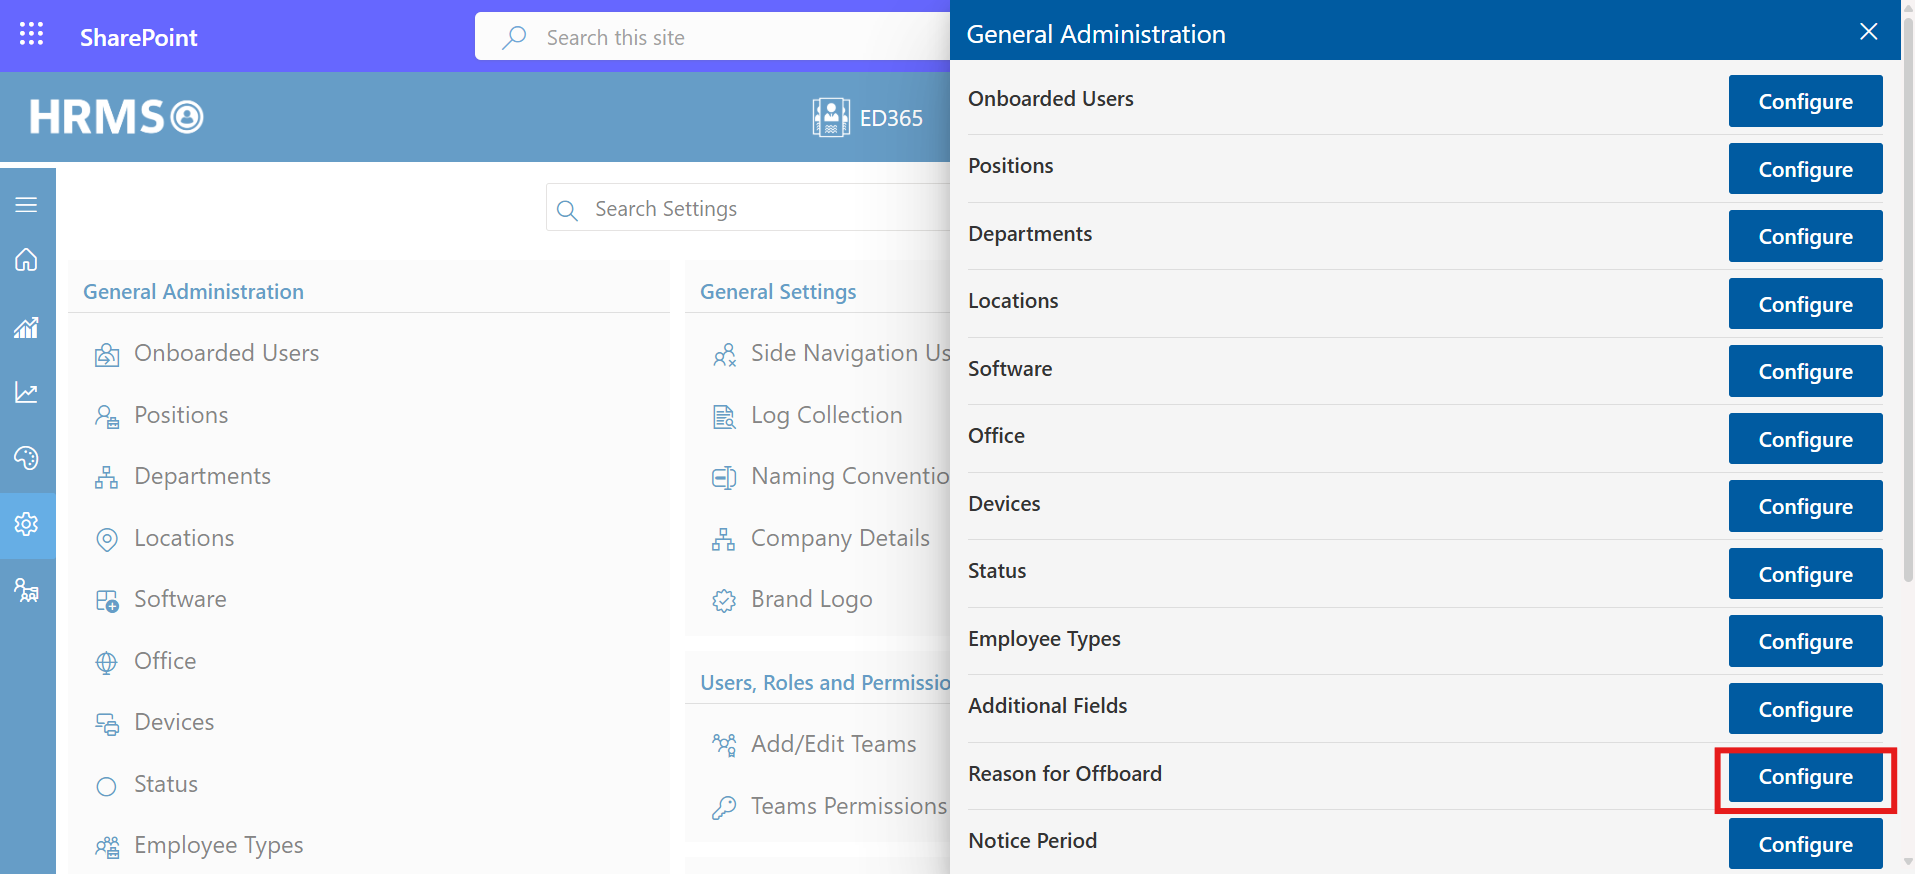 SharePoint
Search this site
HRMS
ED365
Search Settings
General Administration
Onboarded Users
Positions
Departments
Locations
Software
Office
Devices
Status
Employee Types
General Settings
Side Navigation Us
Log Collection
Naming Conventio
Company Details
Brand Logo
Users, Roles and Permissio
Add/Edit Teams
Teams Permissions
General Administration
Onboarded Users Configure
Positions Configure
Departments Configure
Locations Configure
Software Configure
Office Configure
Devices Configure
Status Configure
Employee Types Configure
Additional Fields Configure
Reason for Offboard Configure
Notice Period Configure